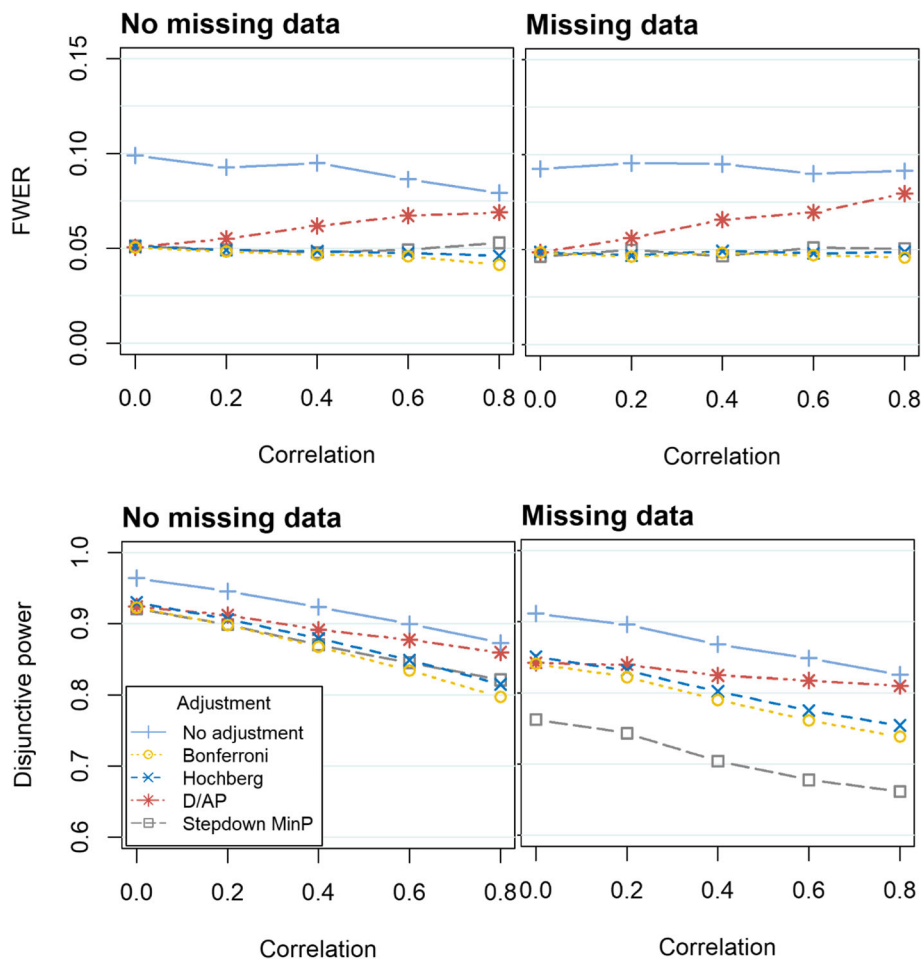 No missing data
Missing data
FWER
0.15
0.10
0.05
0.00
0.0 0.2 0.4 0.6 0.8
0.0 0.2 0.4 0.6 0.8
Correlation
Correlation
No missing data
Missing data
Disjunctive power
1.0
0.9
0.8
0.7
0.6
Adjustment
No adjustment
Bonferroni
Hochberg
D/AP
Stepdown MinP
0.0 0.2 0.4 0.6 0.8
0.0 0.2 0.4 0.6 0.8
Correlation
Correlation